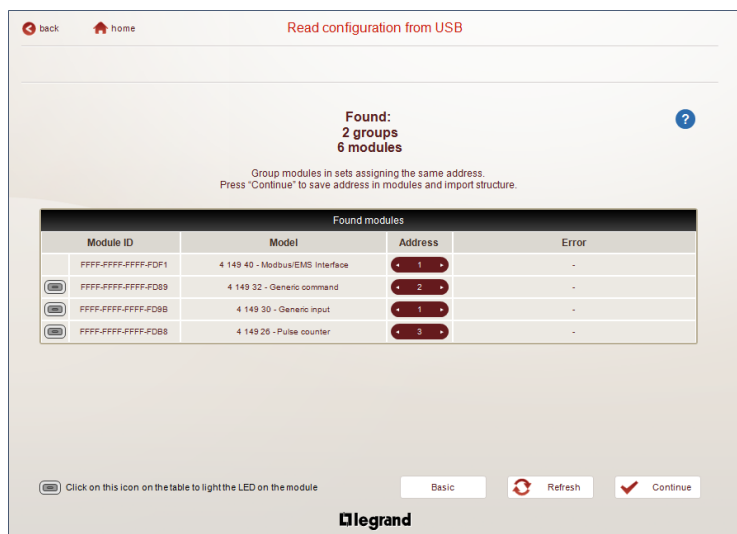 back home Read configuration from USB
Found:
2 groups
6 modules
?
Group modules in sets assigning the same address.
Press "Continue" to save address in modules and import structure.
Found modules
Module ID Model Address Error
FFFF-FFFF-FFFF-FDF1 4 149 40 - Modbus/EMS Interface 1 -
FFFF-FFFF-FFFF-FD89 4 149 32 - Generic command 2 -
FFFF-FFFF-FFFF-FD9B 4 149 30 - Generic input 1 -
FFFF-FFFF-FFFF-FDB8 4 149 26 - Pulse counter 3 -
Click on this icon on the table to light the LED on the module Basic Refresh Continue
legrand